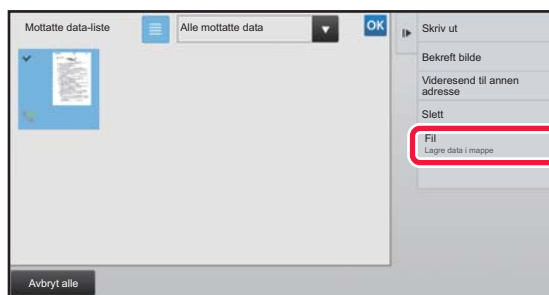 Mottatte data-liste
Alle mottatte data
OK
Skriv ut
Bekreft bilde
Videresend til annen
adresse
Slett
Fil
Lagre data i mappe
Avbryt alle